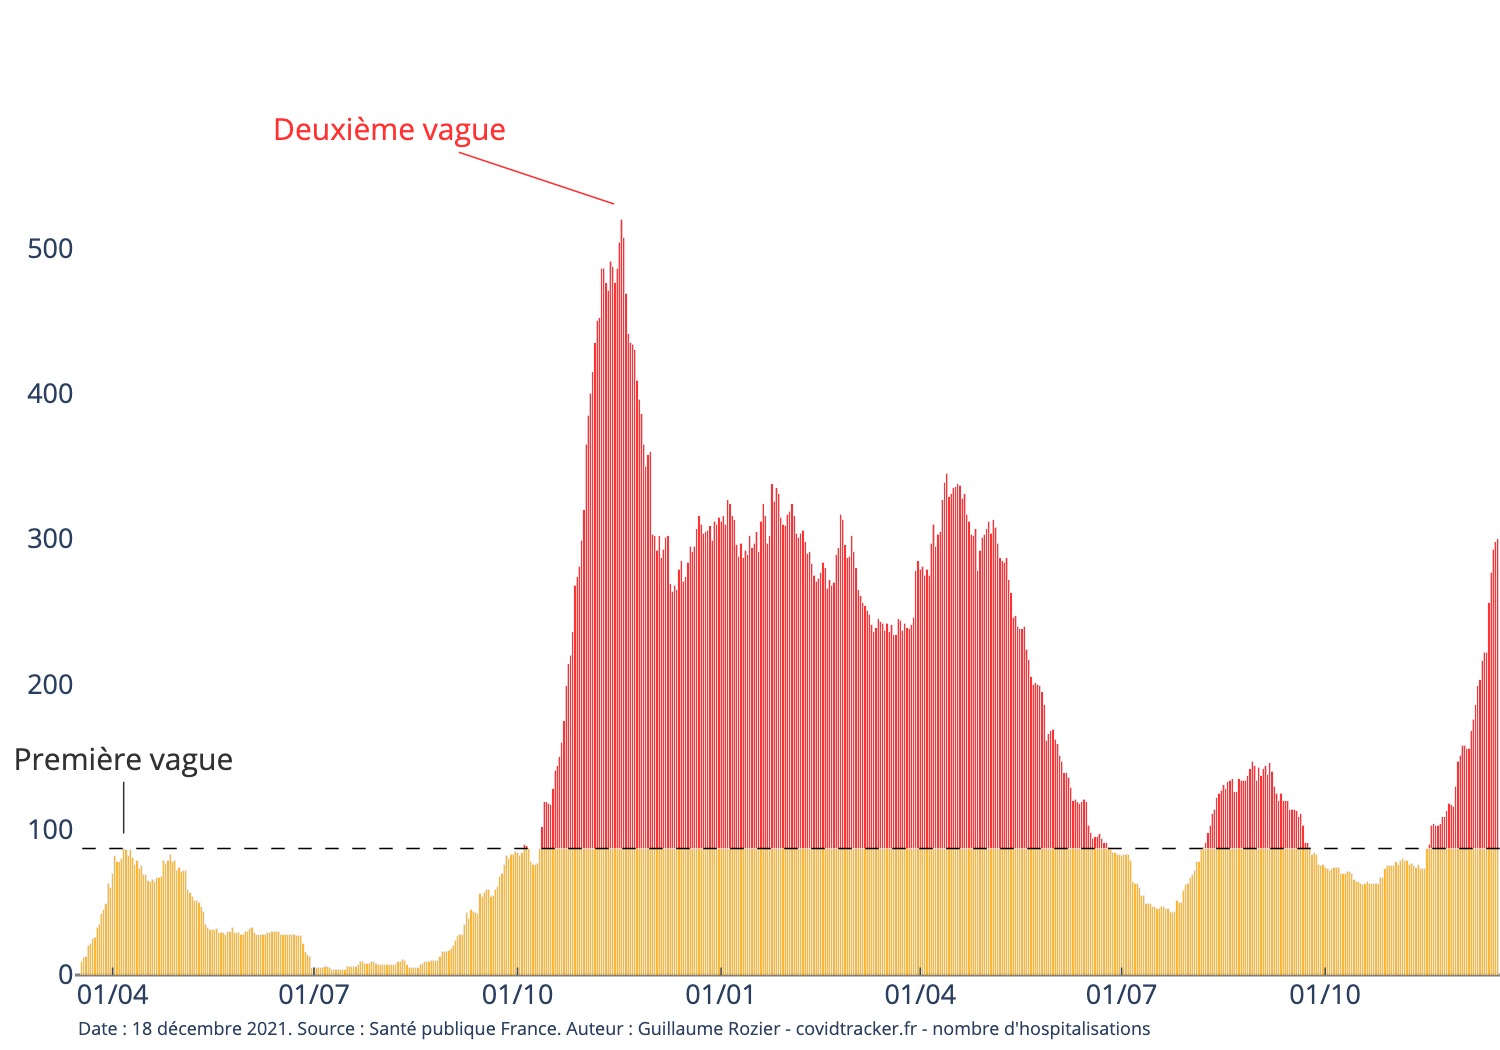 Deuxième vague
500
400
300
200
Première vague
100
0
01/04 01/07 01/10 01/01 01/04 01/07 01/10
Date : 18 décembre 2021. Source : Santé publique France. Auteur : Guillaume Rozier - covidtracker.fr - nombre d'hospitalisations